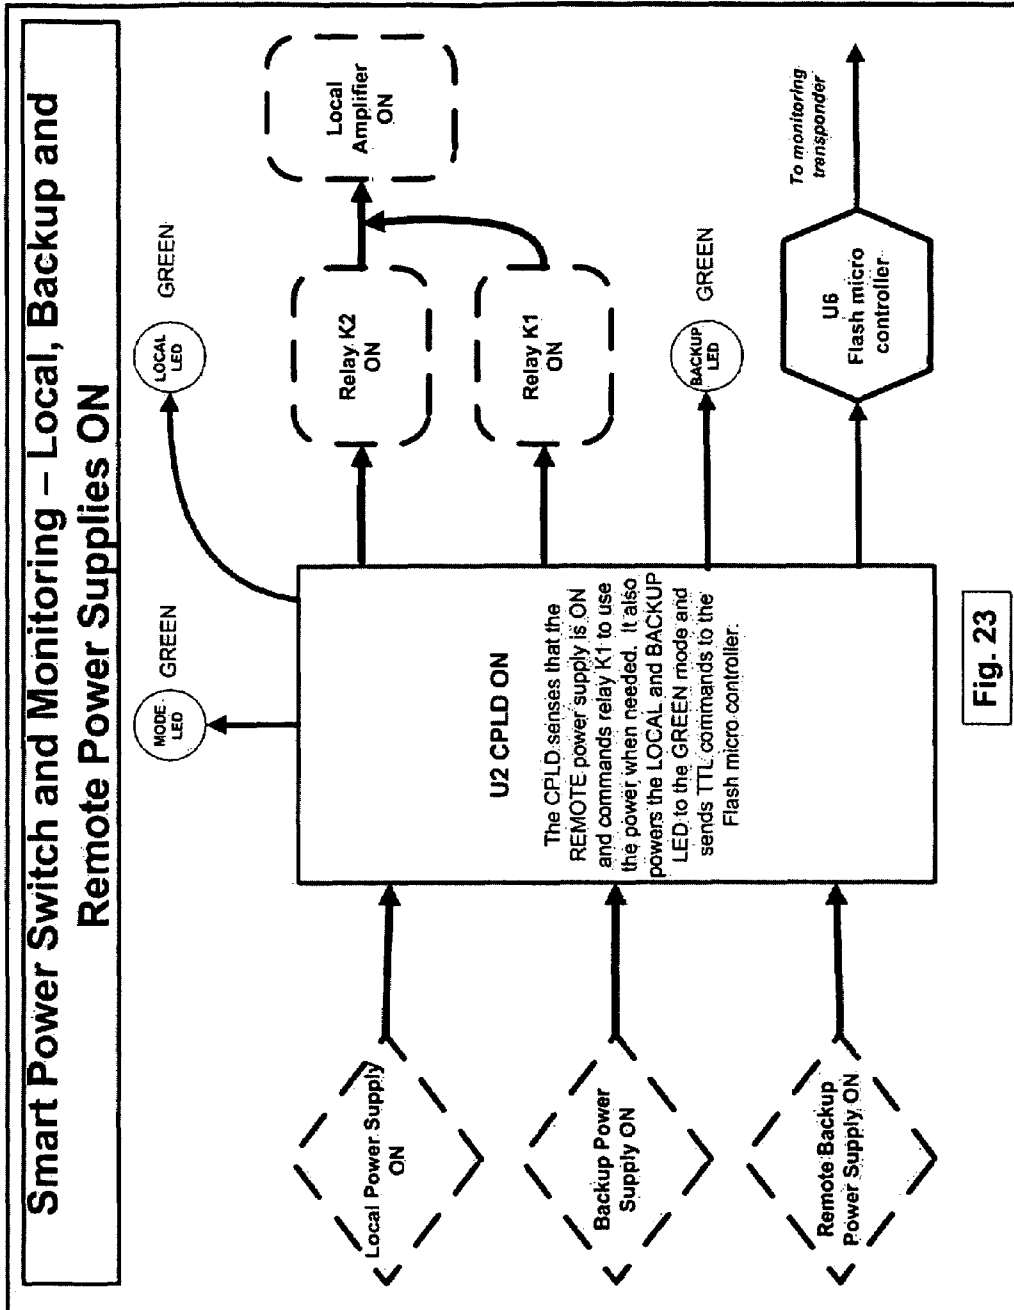 Smart Power Switch and Monitoring – Local, Backup and
Remote Power Supplies ON
MODE
LED
GREEN
LOCAL
LED
GREEN
Local Power Supply
ON
Backup Power
Supply ON
Remote Backup
Power Supply ON
U2 CPLD ON
The CPLD senses that the
REMOTE power supply is ON
and commands relay K1 to use
the power when needed. It also
powers the LOCAL and BACKUP
LED to the GREEN mode and
sends TTL commands to the
Flash micro controller.
Relay K2
ON
Relay K1
ON
Local
Amplifier
ON
BACKUP
LED
GREEN
U6
Flash micro
controller
To monitoring
transponder
Fig. 23